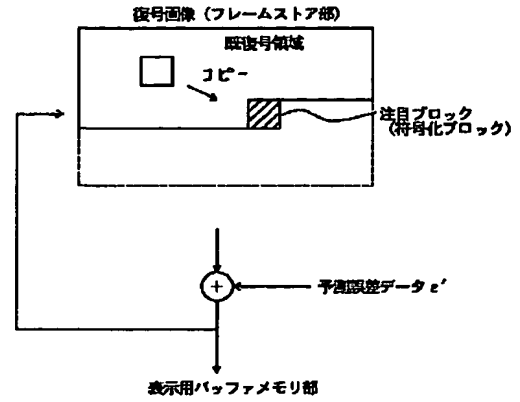 復号画像（フレームストア部）
既復号領域
コピー
注目ブロック
（符号化ブロック）
+
予測誤差データ ε′
表示用バッファメモリ部